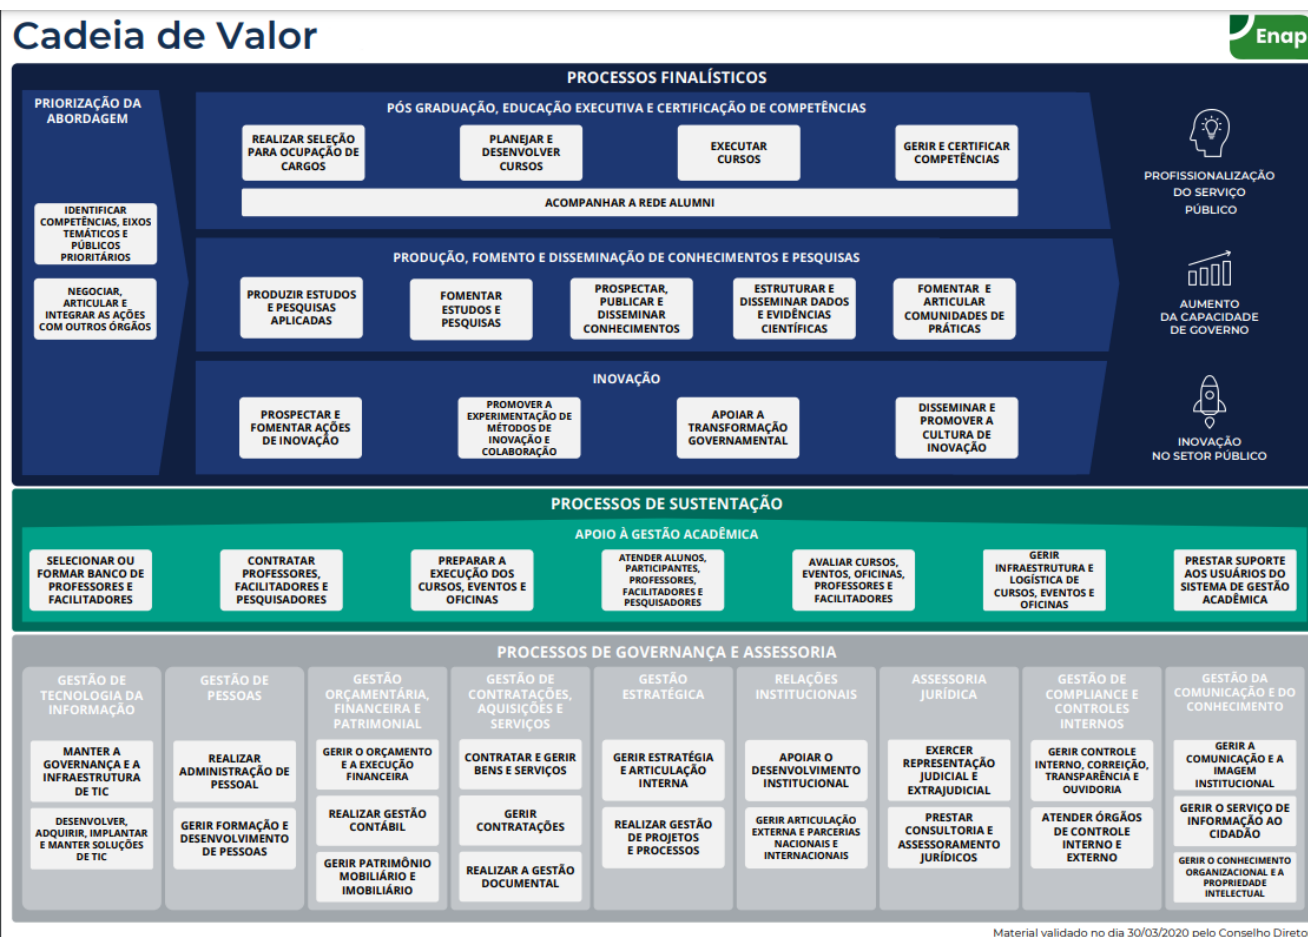 Cadeia de Valor
Enap
PROCESSOS FINALÍSTICOS
PRIORIZAÇÃO DA
ABORDAGEM
IDENTIFICAR
COMPETÊNCIAS, EIXOS
TEMÁTICOS E
PÚBLICOS
PRIORITÁRIOS
NEGOCIAR,
ARTICULAR E
INTEGRAR AS AÇÕES
COM OUTROS ÓRGÃOS
PÓS GRADUAÇÃO, EDUCAÇÃO EXECUTIVA E CERTIFICAÇÃO DE COMPETÊNCIAS
REALIZAR SELEÇÃO
PARA OCUPAÇÃO DE
CARGOS
PLANEJAR E
DESENVOLVER
CURSOS
EXECUTAR
CURSOS
GERIR E CERTIFICAR
COMPETÊNCIAS
ACOMPANHAR A REDE ALUMNI
PRODUÇÃO, FOMENTO E DISSEMINAÇÃO DE CONHECIMENTOS E PESQUISAS
PRODUZIR ESTUDOS
E PESQUISAS
APLICADAS
FOMENTAR
ESTUDOS E
PESQUISAS
PROSPECTAR,
PUBLICAR E
DISSEMINAR
CONHECIMENTOS
ESTRUTURAR E
DISSEMINAR DADOS
E EVIDÊNCIAS
CIENTÍFICAS
FOMENTAR E
ARTICULAR
COMUNIDADES DE
PRÁTICAS
INOVAÇÃO
PROSPECTAR E
FOMENTAR AÇÕES
DE INOVAÇÃO
PROMOVER A
EXPERIMENTAÇÃO DE
MÉTODOS DE
INOVAÇÃO E
COLABORAÇÃO
APOIAR A
TRANSFORMAÇÃO
GOVERNAMENTAL
DISSEMINAR E
PROMOVER A
CULTURA DE
INOVAÇÃO
PROFISSIONALIZAÇÃO
DO SERVIÇO
PÚBLICO
AUMENTO
DA CAPACIDADE
DE GOVERNO
INOVAÇÃO
NO SETOR PÚBLICO
PROCESSOS DE SUSTENTAÇÃO
APOIO À GESTÃO ACADÊMICA
SELECIONAR OU
FORMAR BANCO DE
PROFESSORES E
FACILITADORES
CONTRATAR
PROFESSORES,
FACILITADORES E
PESQUISADORES
PREPARAR A
EXECUÇÃO DOS
CURSOS, EVENTOS E
OFICINAS
ATENDER ALUNOS,
PARTICIPANTES,
PROFESSORES,
FACILITADORES E
PESQUISADORES
AVALIAR CURSOS,
EVENTOS, OFICINAS,
PROFESSORES E
FACILITADORES
GERIR
INFRAESTRUTURA E
LOGÍSTICA DE
CURSOS, EVENTOS E
OFICINAS
PRESTAR SUPORTE
AOS USUÁRIOS DO
SISTEMA DE GESTÃO
ACADÊMICA
PROCESSOS DE GOVERNANÇA E ASSESSORIA
GESTÃO DE
TECNOLOGIA DA
INFORMAÇÃO
MANTER A
GOVERNANÇA E A
INFRAESTRUTURA
DE TIC
DESENVOLVER,
ADQUIRIR, IMPLANTAR
E MANTER SOLUÇÕES
DE TIC
GESTÃO DE
PESSOAS
REALIZAR
ADMINISTRAÇÃO DE
PESSOAL
GERIR FORMAÇÃO E
DESENVOLVIMENTO
DE PESSOAS
GESTÃO
ORÇAMENTÁRIA,
FINANCEIRA E
PATRIMONIAL
GERIR O ORÇAMENTO
E A EXECUÇÃO
FINANCEIRA
REALIZAR GESTÃO
CONTÁBIL
GERIR PATRIMÔNIO
MOBILIÁRIO E
IMOBILIÁRIO
GESTÃO DE
CONTRATAÇÕES,
AQUISIÇÕES E
SERVIÇOS
CONTRATAR E GERIR
BENS E SERVIÇOS
GERIR
CONTRATAÇÕES
REALIZAR A GESTÃO
DOCUMENTAL
GESTÃO
ESTRATÉGICA
GERIR ESTRATÉGIA
E ARTICULAÇÃO
INTERNA
REALIZAR GESTÃO
DE PROJETOS
E PROCESSOS
RELAÇÕES
INSTITUCIONAIS
APOIAR O
DESENVOLVIMENTO
INSTITUCIONAL
GERIR ARTICULAÇÃO
EXTERNA E PARCERIAS
NACIONAIS E
INTERNACIONAIS
ASSESSORIA
JURÍDICA
EXERCER
REPRESENTAÇÃO
JUDICIAL E
EXTRAJUDICIAL
PRESTAR
CONSULTORIA E
ASSESSORAMENTO
JURÍDICOS
GESTÃO DE
COMPLIANCE E
CONTROLES
INTERNOS
GERIR CONTROLE
INTERNO, CORREIÇÃO,
TRANSPARÊNCIA E
OUVIDORIA
ATENDER ÓRGÃOS
DE CONTROLE
INTERNO E
EXTERNO
GESTÃO DA
COMUNICAÇÃO E DO
CONHECIMENTO
GERIR A
COMUNICAÇÃO E A
IMAGEM
INSTITUCIONAL
GERIR O SERVIÇO DE
INFORMAÇÃO AO
CIDADÃO
GERIR O CONHECIMENTO
ORGANIZACIONAL E A
PROPRIEDADE
INTELECTUAL
Material validado no dia 30/03/2020 pelo Conselho Direto